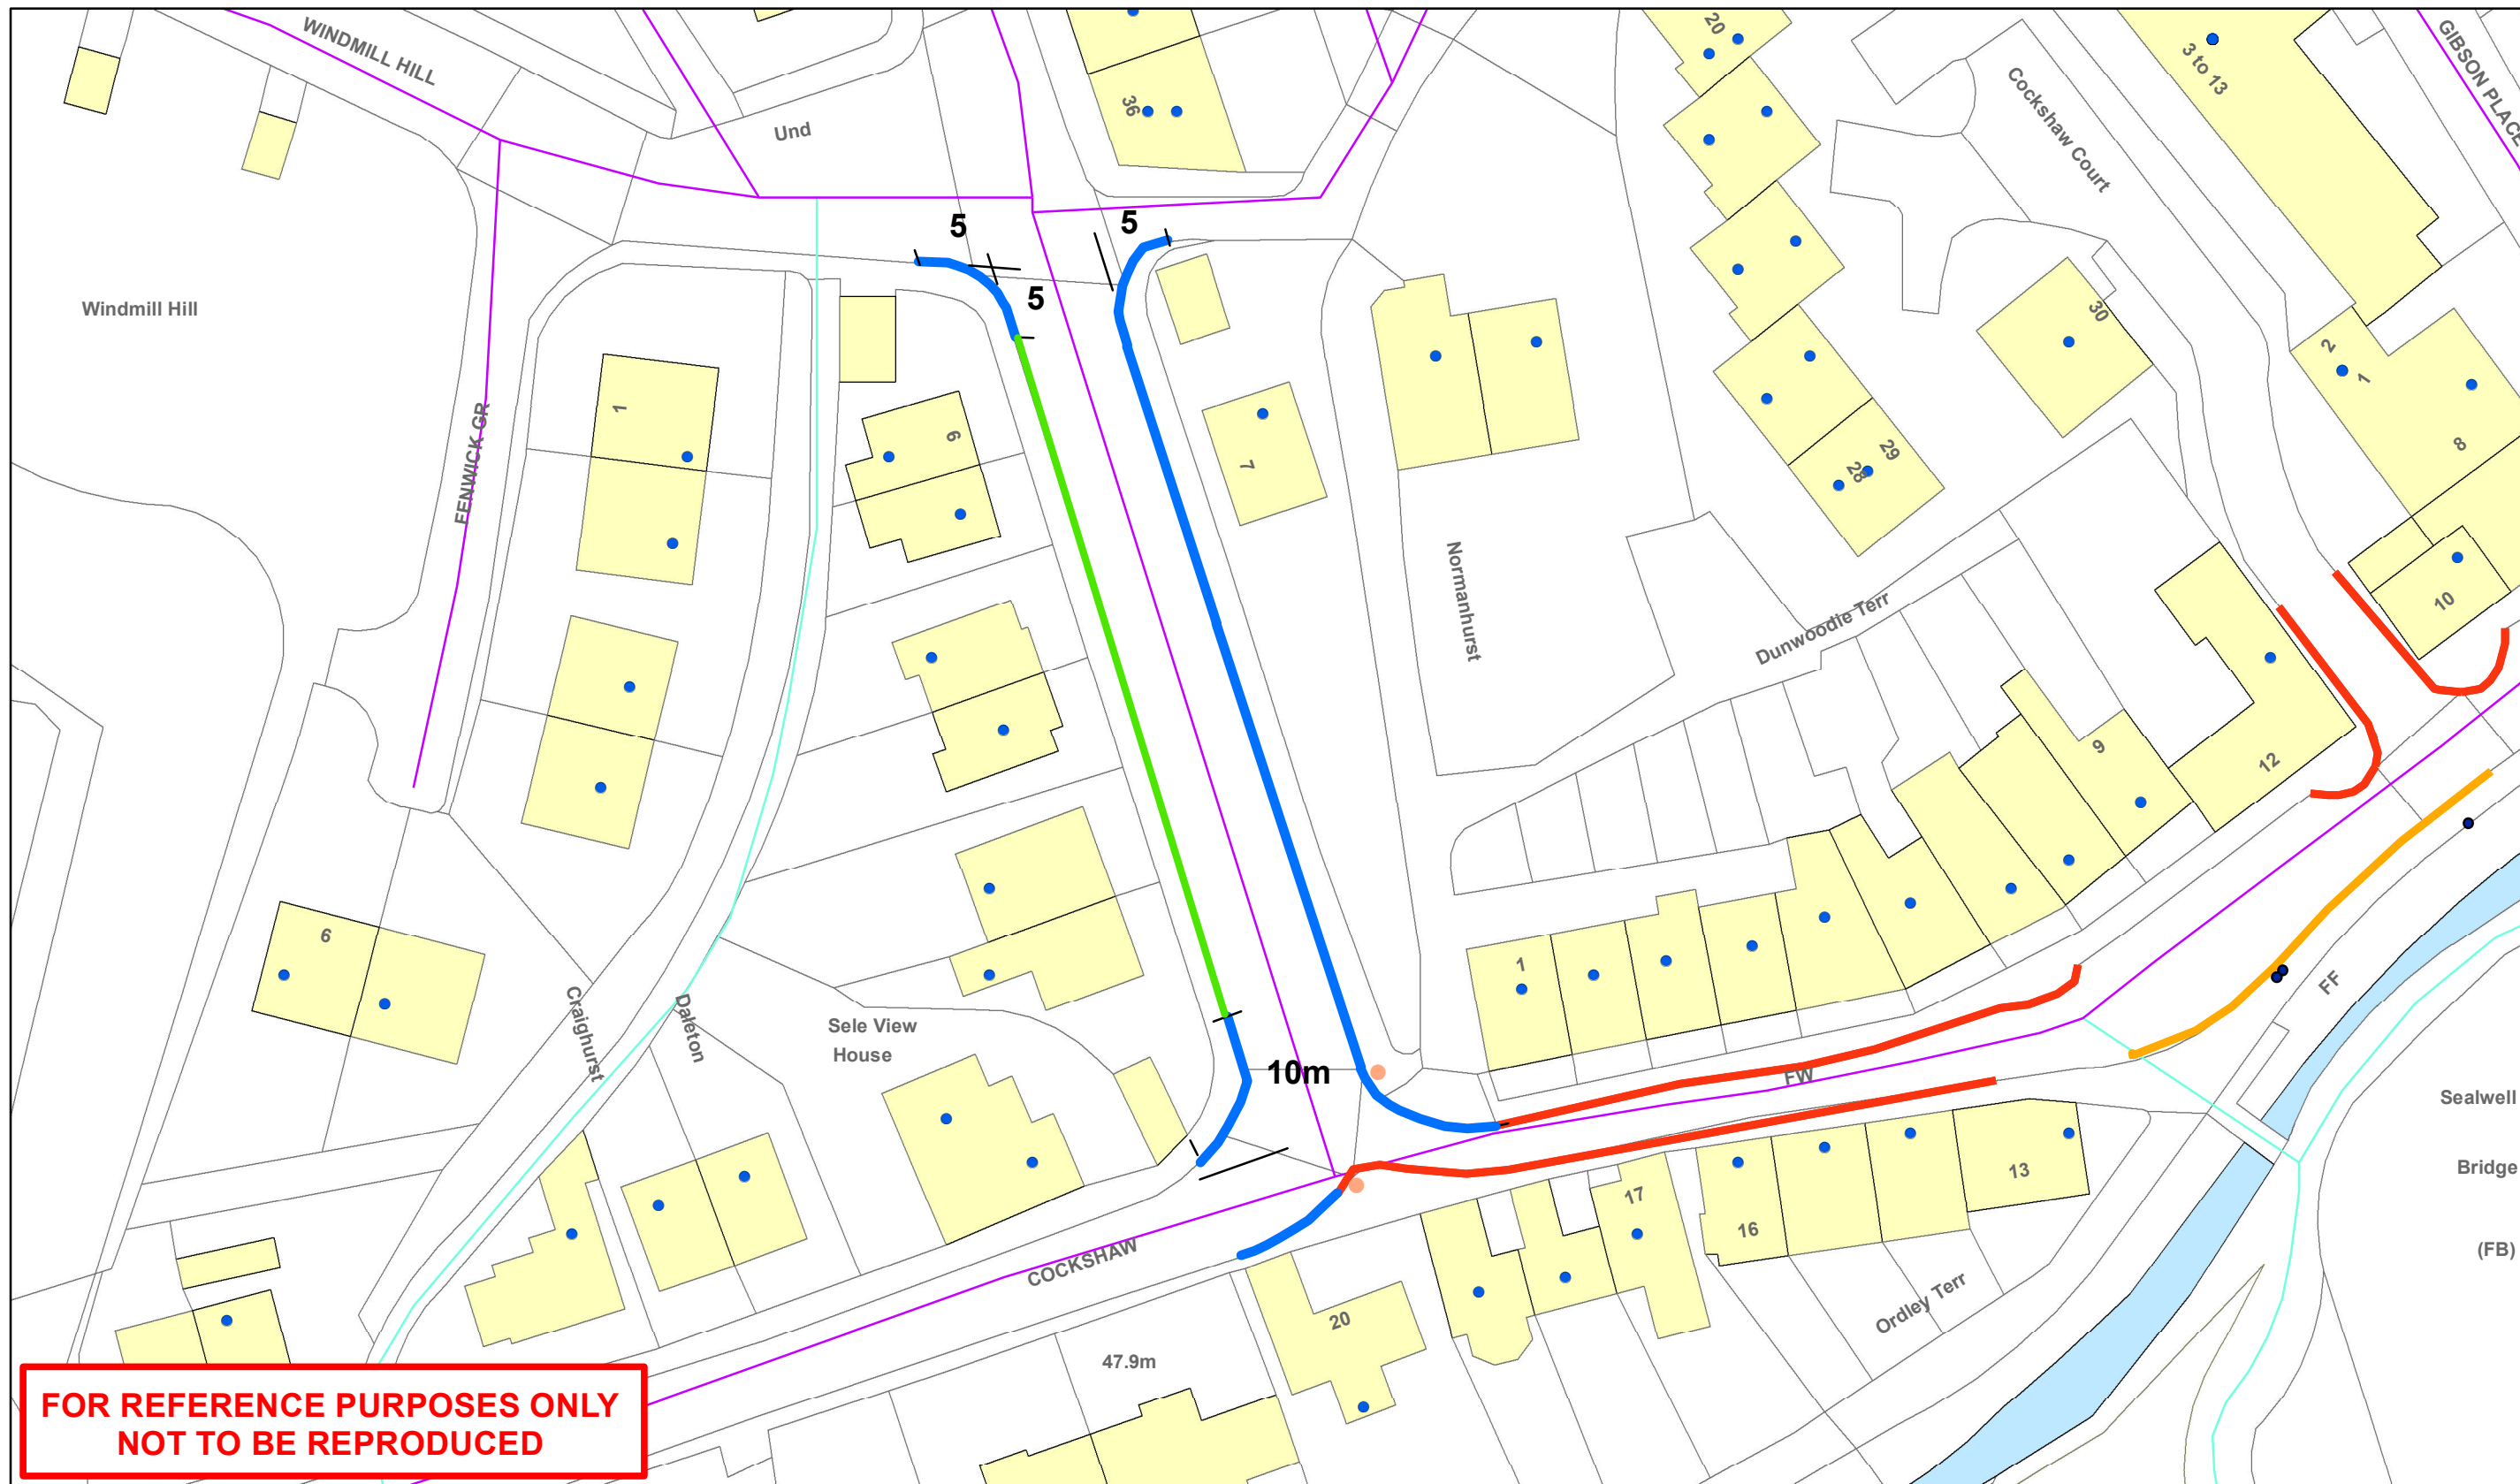 WINDMILL HILL
Und
36
20
3 to 13
GIBSON PLACE
Cockshaw Court
5
5
5
Windmill Hill
30
2
1
8
1
6
7
FENWICK GR
29
28
10
Normanhurst
Dunwoodie Terr
9
12
6
1
Craighurst
Daleton
Sele View
House
10m
FW
FF
Sealwell
Bridge
(FB)
13
17
16
COCKSHAW
20
Ordley Terr
47.9m
FOR REFERENCE PURPOSES ONLY
NOT TO BE REPRODUCED